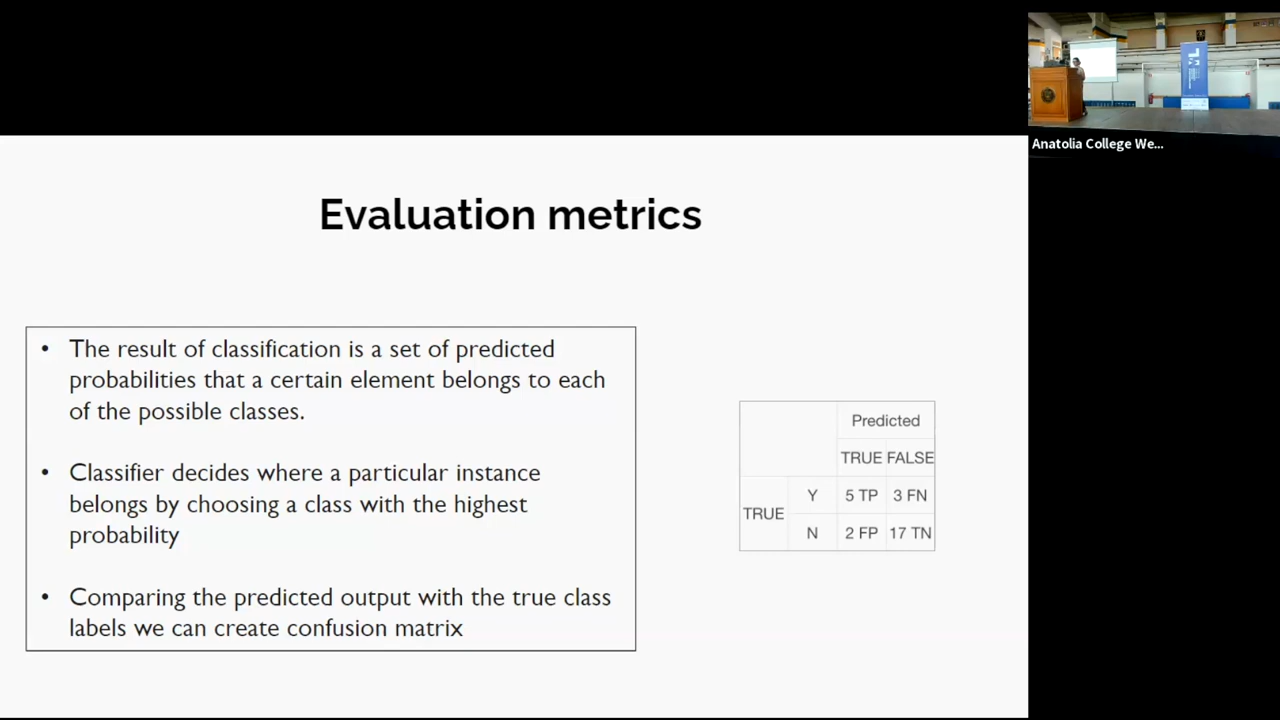 Anatolia College We...
Evaluation metrics
• The result of classification is a set of predicted
probabilities that a certain element belongs to each
of the possible classes.
• Classifier decides where a particular instance
belongs by choosing a class with the highest
probability
• Comparing the predicted output with the true class
labels we can create confusion matrix
Predicted
TRUE FALSE
TRUE Y 5 TP 3 FN
N 2 FP 17 TN